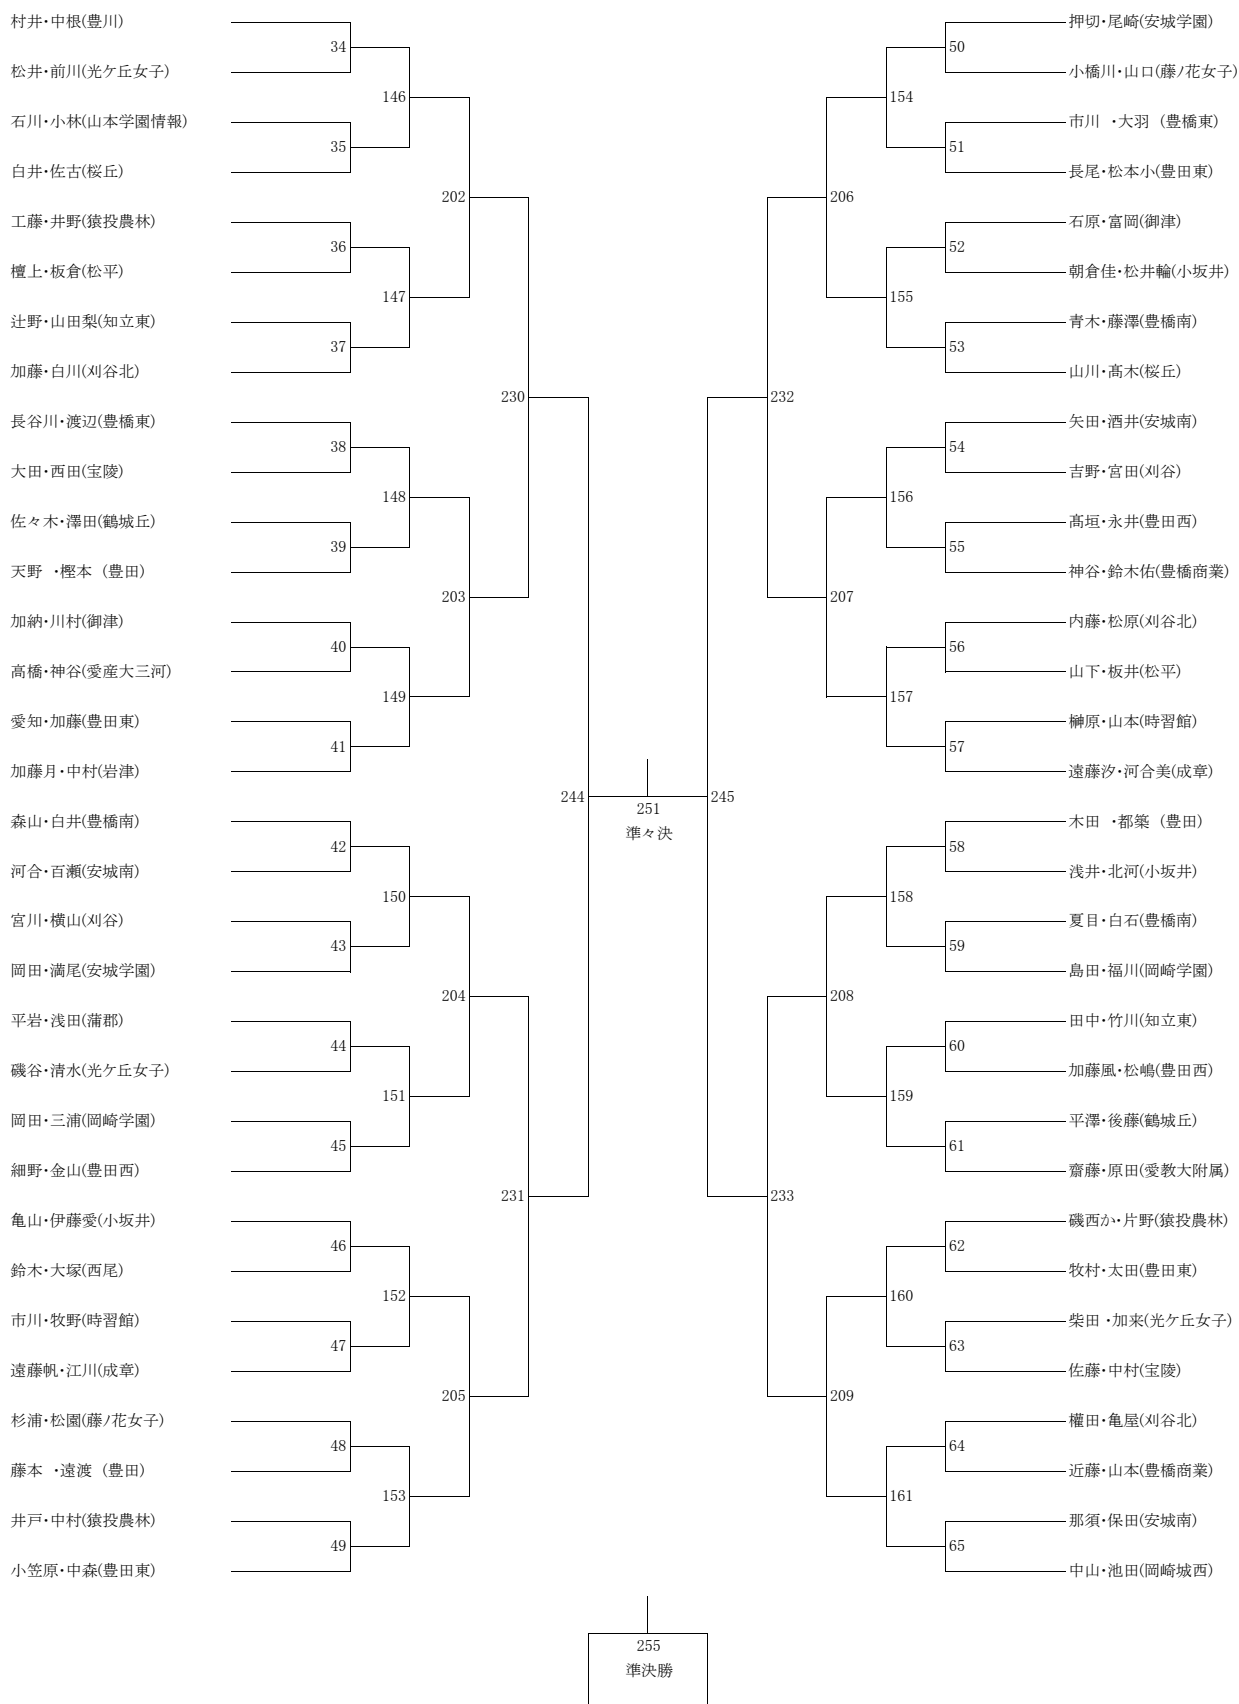 村井・中根(豊川)
34
松井・前川(光ケ丘女子)
146
石川・小林(山本学園情報)
35
白井・佐古(桜丘)
202
工藤・井野(猿投農林)
36
檀上・板倉(松平)
147
辻野・山田梨(知立東)
37
加藤・白川(刈谷北)
230
長谷川・渡辺(豊橋東)
38
大田・西田(宝陵)
148
佐々木・澤田(鶴城丘)
39
天野 ・樫本 (豊田)
203
加納・川村(御津)
40
高橋・神谷(愛産大三河)
149
愛知・加藤(豊田東)
41
加藤月・中村(岩津)
244
森山・白井(豊橋南)
42
河合・百瀬(安城南)
150
宮川・横山(刈谷)
43
岡田・満尾(安城学園)
204
平岩・浅田(蒲郡)
44
磯谷・清水(光ケ丘女子)
151
岡田・三浦(岡崎学園)
45
細野・金山(豊田西)
231
亀山・伊藤愛(小坂井)
46
鈴木・大塚(西尾)
152
市川・牧野(時習館)
47
遠藤帆・江川(成章)
205
杉浦・松園(藤ノ花女子)
48
藤本 ・遠渡 (豊田)
153
井戸・中村(猿投農林)
49
小笠原・中森(豊田東)
251
準々決
押切・尾崎(安城学園)
50
小橋川・山口(藤ノ花女子)
154
市川 ・大羽 (豊橋東)
51
長尾・松本小(豊田東)
206
石原・富岡(御津)
52
朝倉佳・松井輪(小坂井)
155
青木・藤澤(豊橋南)
53
山川・髙木(桜丘)
232
矢田・酒井(安城南)
54
吉野・宮田(刈谷)
156
髙垣・永井(豊田西)
55
神谷・鈴木佑(豊橋商業)
207
内藤・松原(刈谷北)
56
山下・板井(松平)
157
榊原・山本(時習館)
57
遠藤汐・河合美(成章)
245
木田 ・都築 (豊田)
58
浅井・北河(小坂井)
158
夏目・白石(豊橋南)
59
島田・福川(岡崎学園)
208
田中・竹川(知立東)
60
加藤風・松嶋(豊田西)
159
平澤・後藤(鶴城丘)
61
齋藤・原田(愛教大附属)
233
磯西か・片野(猿投農林)
62
牧村・太田(豊田東)
160
柴田 ・加来(光ケ丘女子)
63
佐藤・中村(宝陵)
209
權田・亀屋(刈谷北)
64
近藤・山本(豊橋商業)
161
那須・保田(安城南)
65
中山・池田(岡崎城西)
255
準決勝